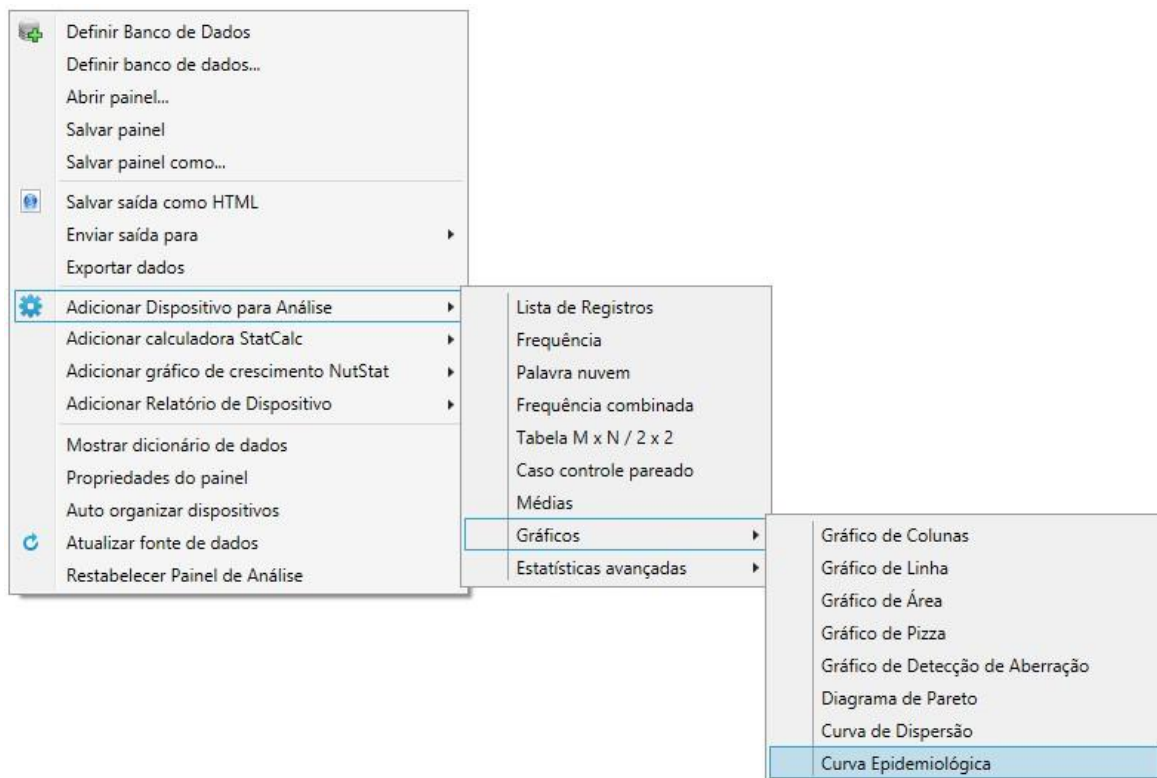 Definir Banco de Dados
Definir banco de dados...
Abrir painel...
Salvar painel
Salvar painel como...
Salvar saída como HTML
Enviar saída para
Exportar dados
Adicionar Dispositivo para Análise
Adicionar calculadora StatCalc
Adicionar gráfico de crescimento NutStat
Adicionar Relatório de Dispositivo
Mostrar dicionário de dados
Propriedades do painel
Auto organizar dispositivos
Atualizar fonte de dados
Restabelecer Painel de Análise
Lista de Registros
Frequência
Palavra nuvem
Frequência combinada
Tabela M x N / 2 x 2
Caso controle pareado
Médias
Gráficos
Estatísticas avançadas
Gráfico de Colunas
Gráfico de Linha
Gráfico de Área
Gráfico de Pizza
Gráfico de Detecção de Aberração
Diagrama de Pareto
Curva de Dispersão
Curva Epidemiológica